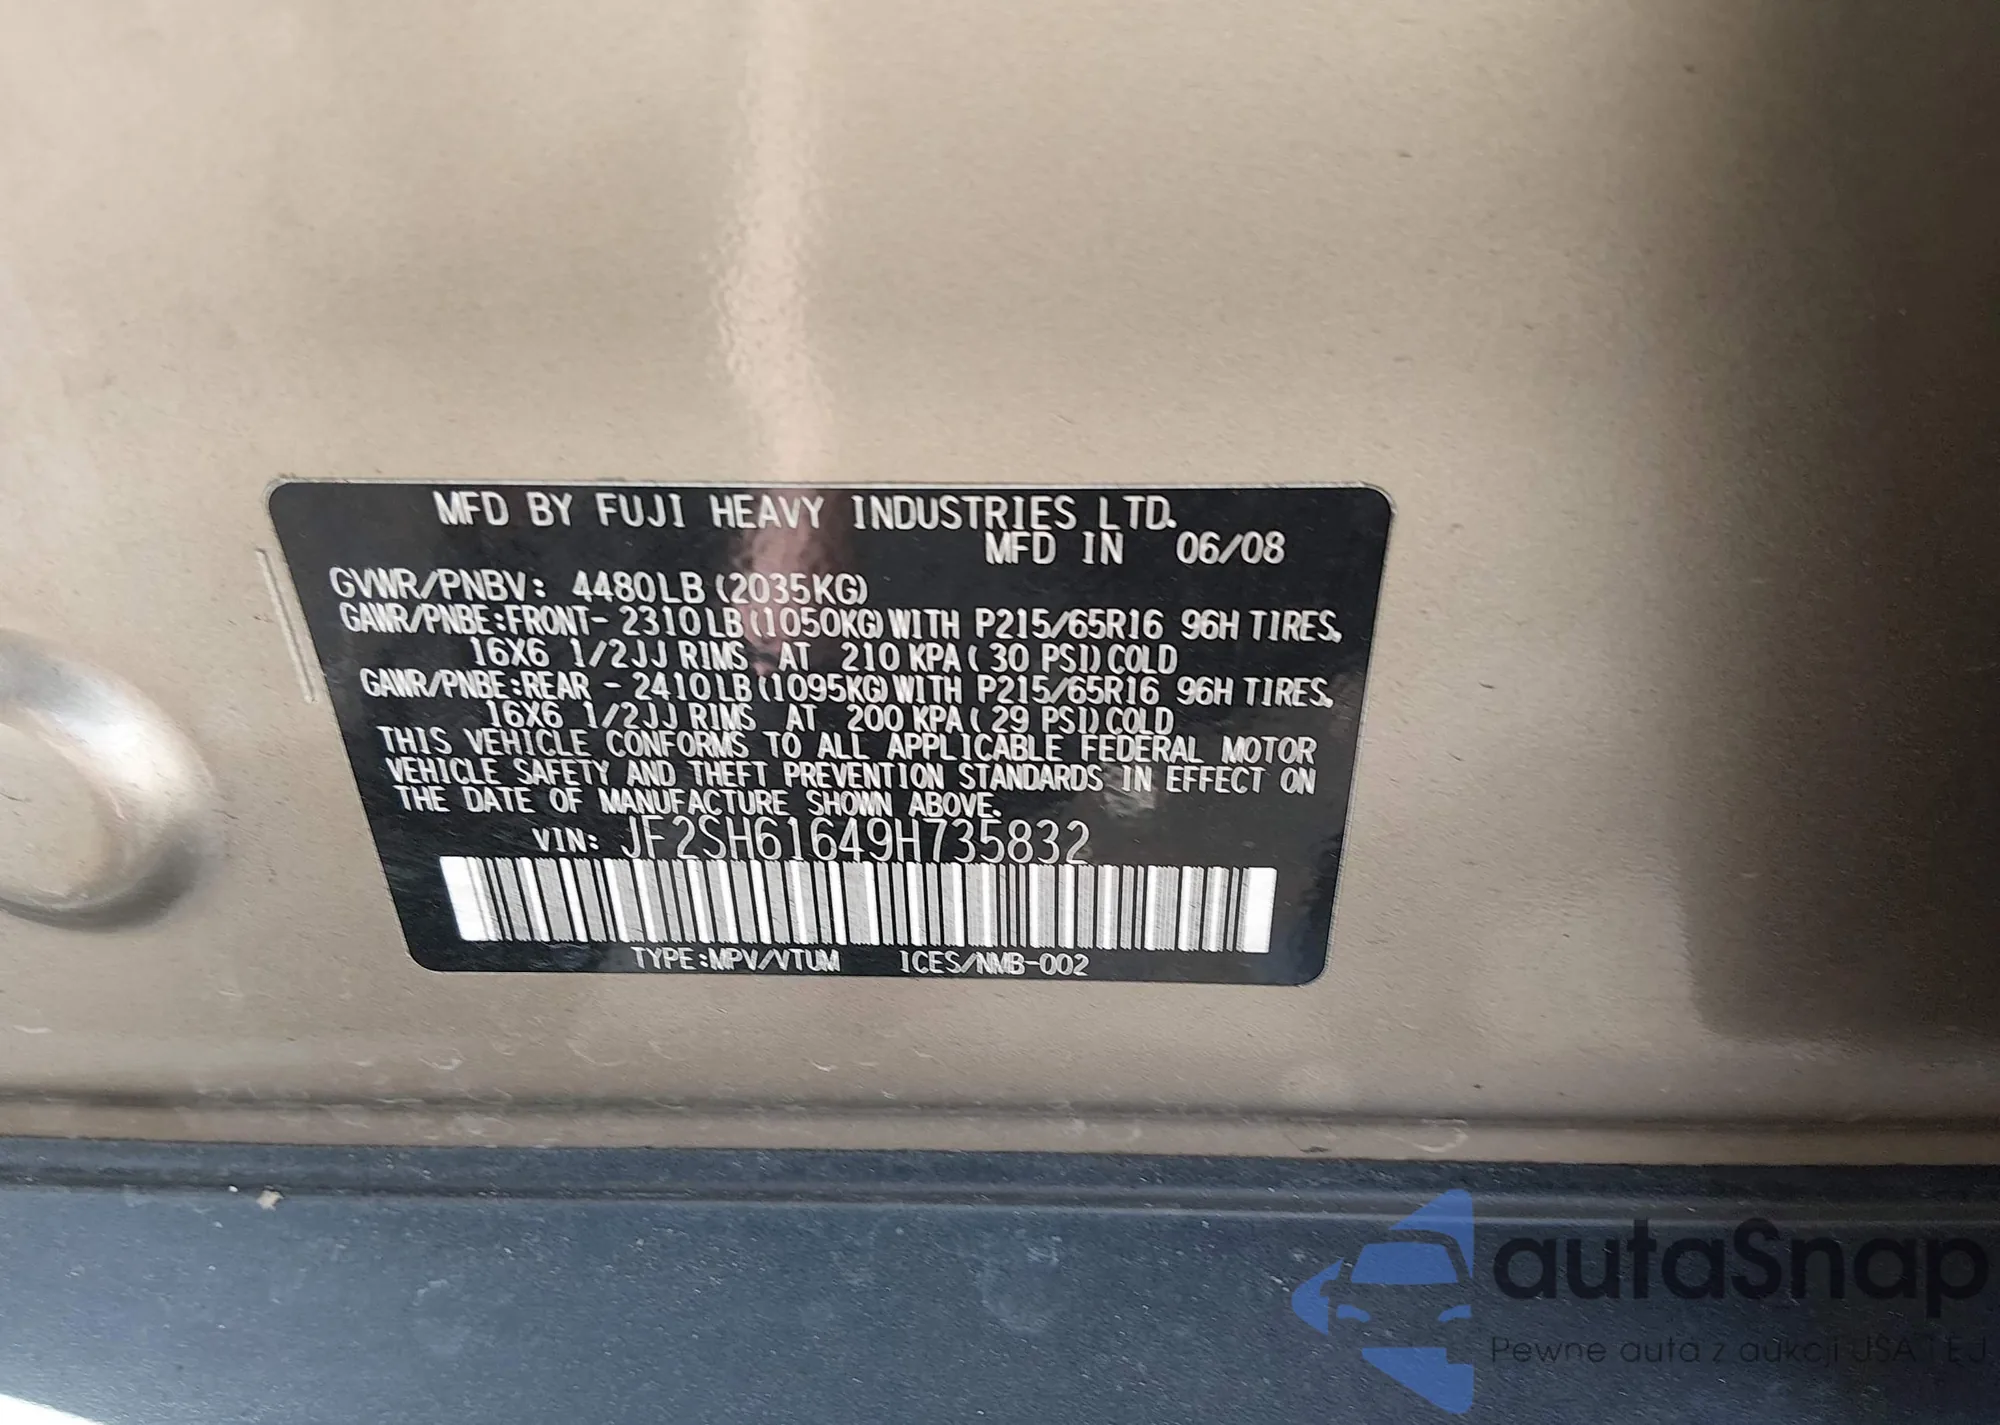 MFD BY FUJI HEAVY INDUSTRIES LTD.
MFD IN 06/08
GVWR/PNBV: 4480LB (2035KG)
GAWR/PNBE:FRONT- 2310LB(1050KG)WITH P215/65R16 96H TIRES,
16X6 1/2JJ RIMS AT 210 KPA( 30 PSI)COLD
GAWR/PNBE:REAR - 2410LB(1095KG)WITH P215/65R16 96H TIRES,
16X6 1/2JJ RIMS AT 200 KPA( 29 PSI)COLD
THIS VEHICLE CONFORMS TO ALL APPLICABLE FEDERAL MOTOR
VEHICLE SAFETY AND THEFT PREVENTION STANDARDS IN EFFECT ON
THE DATE OF MANUFACTURE SHOWN ABOVE.
VIN: JF2SH61649H735832
TYPE:MPV/VTUM ICES/NMB-002
autaSnap
Pewne auta z aukcji USA i EJ